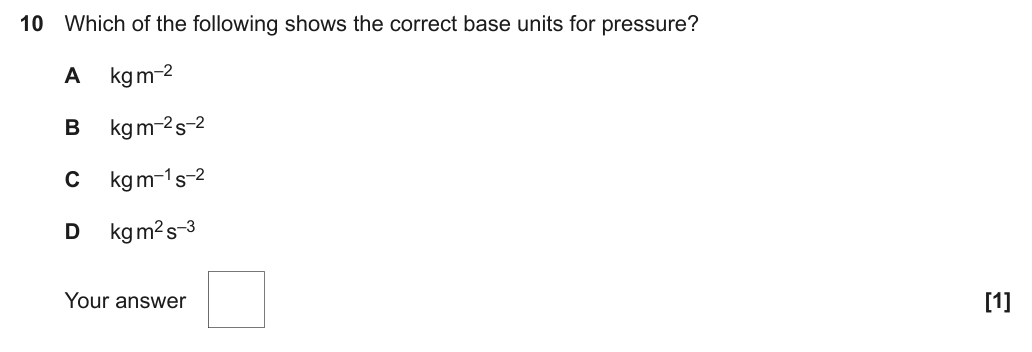 10 Which of the following shows the correct base units for pressure?
A kg m⁻²
B kg m⁻² s⁻²
C kg m⁻¹ s⁻²
D kg m² s⁻³
Your answer [1]